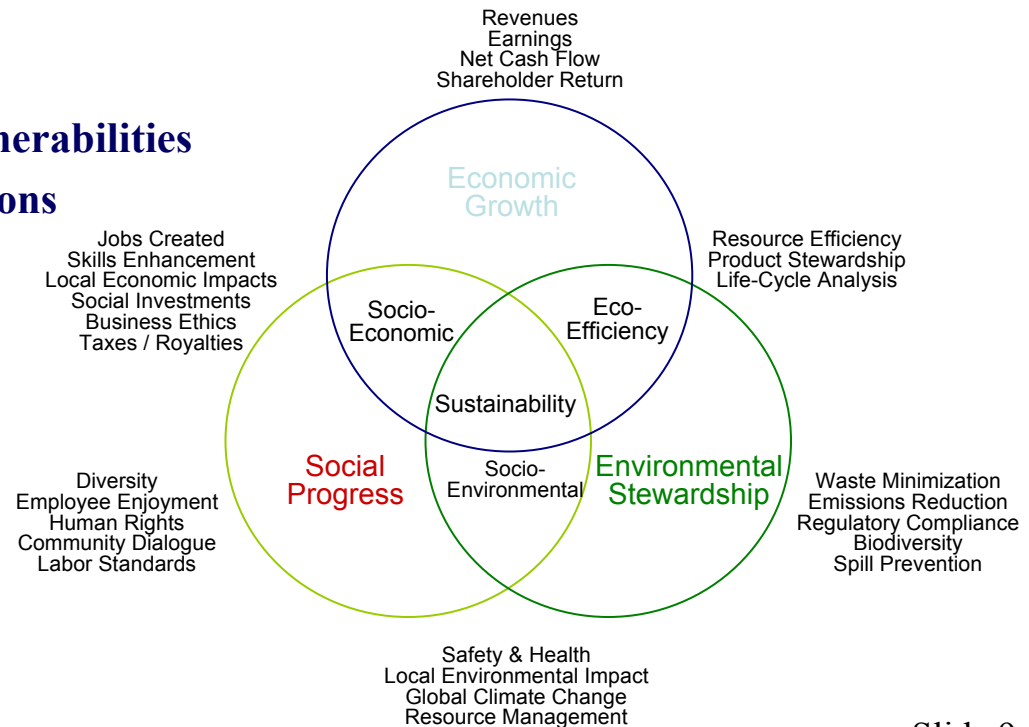 Revenues
Earnings
Net Cash Flow
Shareholder Return
nerabilities
ons
Economic
Growth
Jobs Created
Skills Enhancement
Local Economic Impacts
Social Investments
Business Ethics
Taxes / Royalties
Resource Efficiency
Product Stewardship
Life-Cycle Analysis
Socio-
Economic
Eco-
Efficiency
Sustainability
Social
Progress
Socio-
Environmental
Environmental
Stewardship
Diversity
Employee Enjoyment
Human Rights
Community Dialogue
Labor Standards
Waste Minimization
Emissions Reduction
Regulatory Compliance
Biodiversity
Spill Prevention
Safety & Health
Local Environmental Impact
Global Climate Change
Resource Management